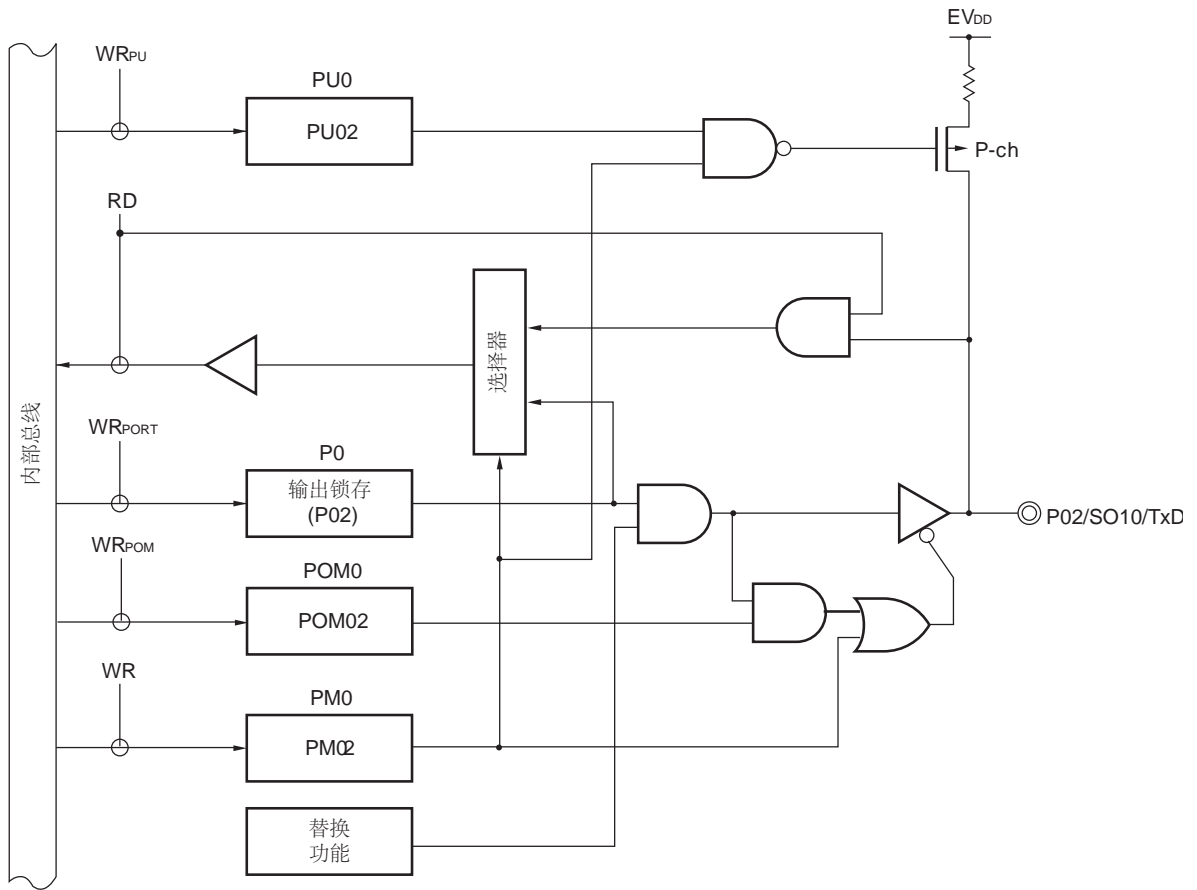 EVDD
WRPU
PU0
PU02
P-ch
RD
选择器
内部总线
WRPORT
P0
输出锁存
(P02)
P02/SO10/TxD
WRPOM
POM0
POM02
WR
PM0
PM02
替换
功能